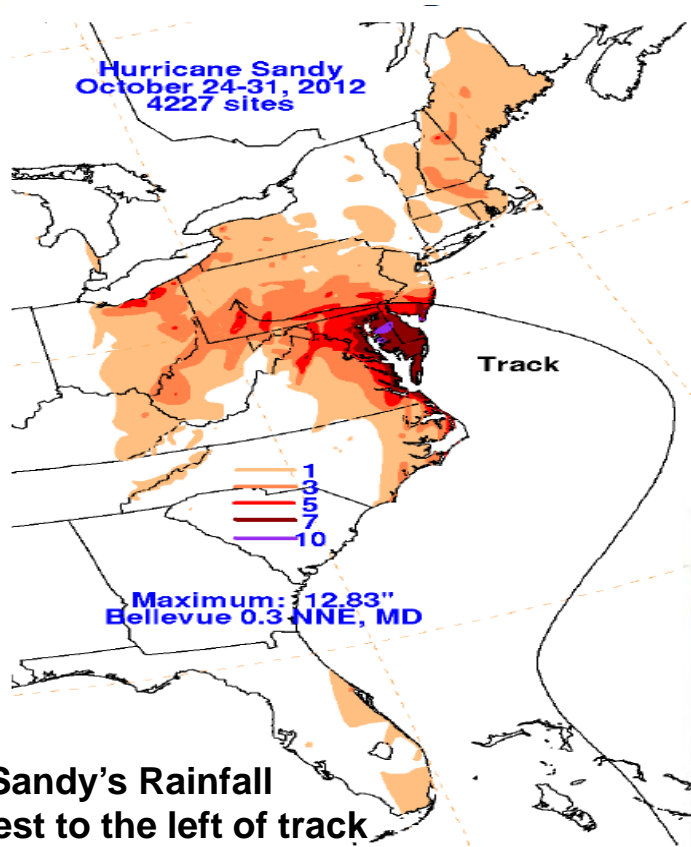 Hurricane Sandy
October 24-31, 2012
4227 sites
Track
1
3
5
7
10
Maximum: 12.83"
Bellevue 0.3 NNE, MD
Sandy's Rainfall
est to the left of track